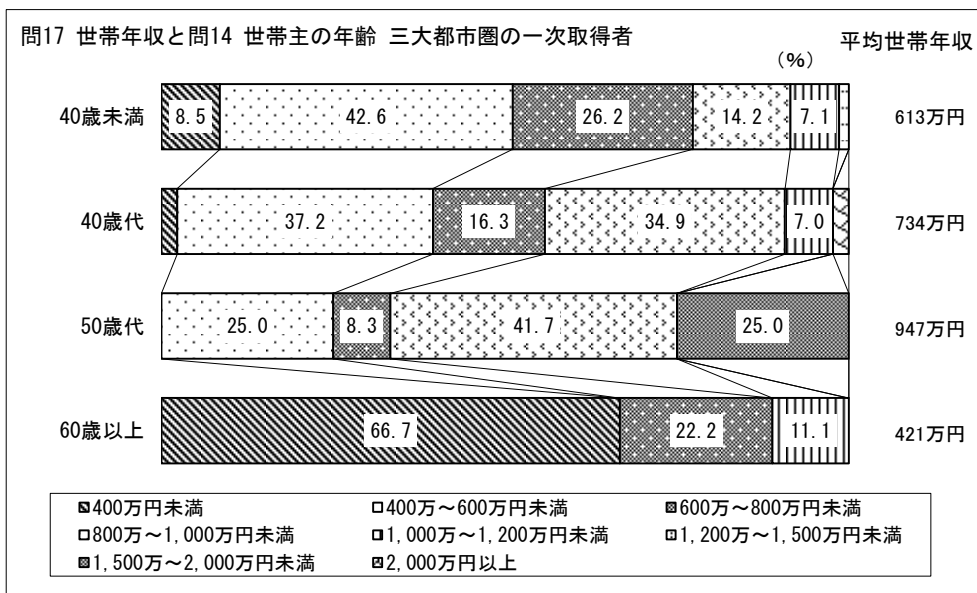 問17 世帯年収と問14 世帯主の年齢 三大都市圏の一次取得者 平均世帯年収
(%)
40歳未満 8.5 42.6 26.2 14.2 7.1 613万円
40歳代 37.2 16.3 34.9 7.0 734万円
50歳代 25.0 8.3 41.7 25.0 947万円
60歳以上 66.7 22.2 11.1 421万円
400万円未満 400万～600万円未満 600万～800万円未満
800万～1,000万円未満 1,000万～1,200万円未満 1,200万～1,500万円未満
1,500万～2,000万円未満 2,000万円以上